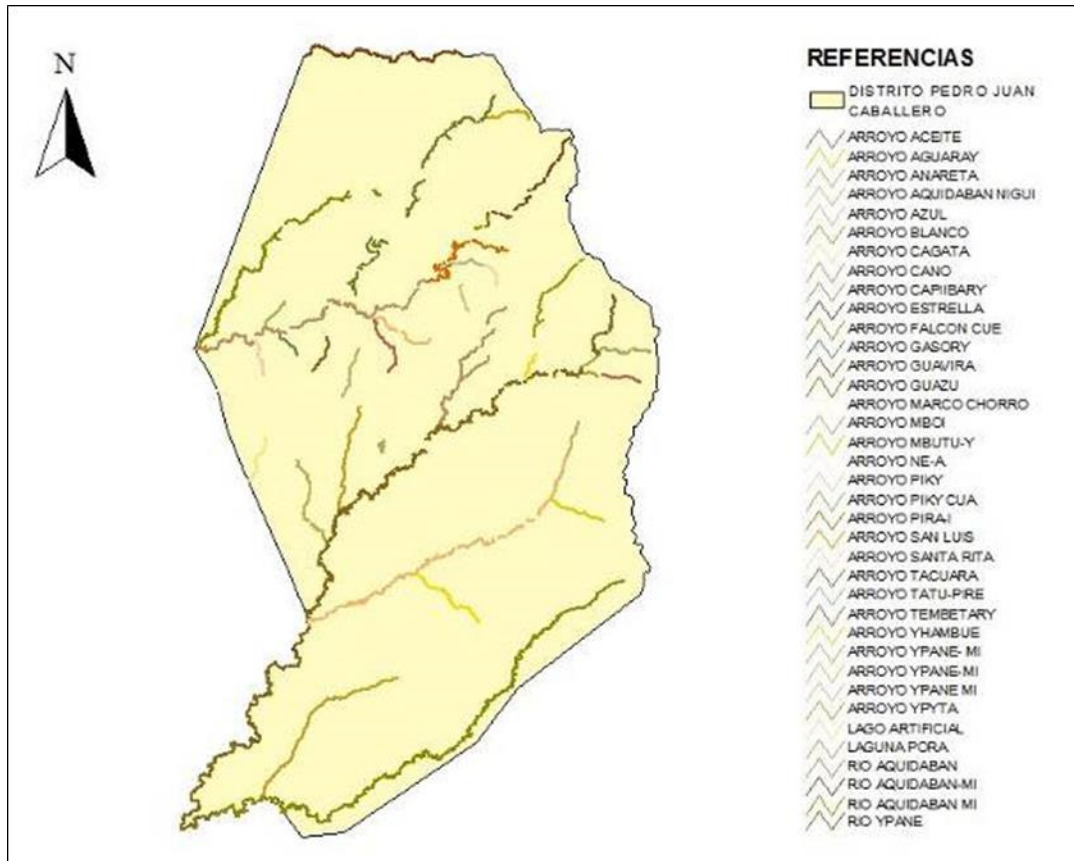 N
REFERENCIAS
DISTRITO PEDRO JUAN
CABALLERO
ARROYO ACEITE
ARROYO AGUARAY
ARROYO ANARETA
ARROYO AQUIDABAN NIGUI
ARROYO AZUL
ARROYO BLANCO
ARROYO CAGATA
ARROYO CANO
ARROYO CAPIIBARY
ARROYO ESTRELLA
ARROYO FALCON CUE
ARROYO GASORY
ARROYO GUAVIRA
ARROYO GUAZU
ARROYO MARCO CHORRO
ARROYO MBOI
ARROYO MBUTU-Y
ARROYO NE-A
ARROYO PIKY
ARROYO PIKY CUA
ARROYO PIRA-I
ARROYO SAN LUIS
ARROYO SANTA RITA
ARROYO TACUARA
ARROYO TATU-PIRE
ARROYO TEMBETARY
ARROYO YHAMBUE
ARROYO YPANE- MI
ARROYO YPANE-MI
ARROYO YPANE MI
ARROYO YPYTA
LAGO ARTIFICIAL
LAGUNA PORA
RIO AQUIDABAN
RIO AQUIDABAN-MI
RIO AQUIDABAN MI
RIO YPANE